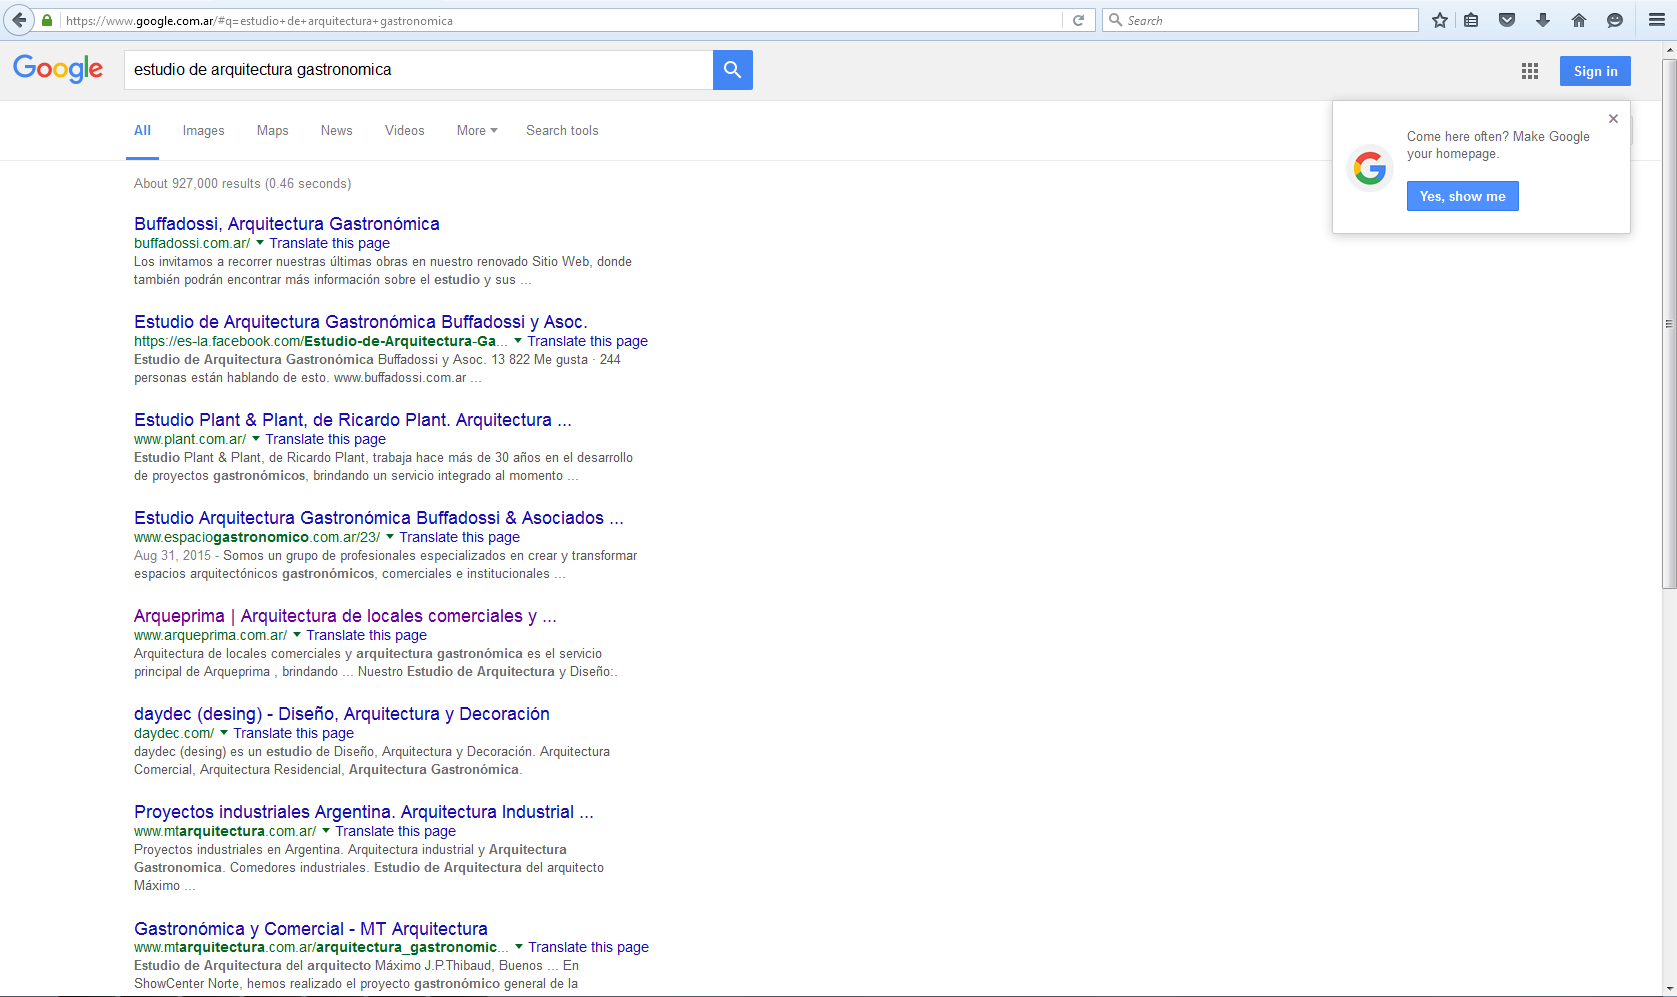 https://www.google.com.ar/#q=estudio+de+arquitectura+gastronomica
Search
Google
estudio de arquitectura gastronomica
Sign in
All Images Maps News Videos More Search tools
Come here often? Make Google
your homepage.
Yes, show me
About 927,000 results (0.46 seconds)
Buffadossi, Arquitectura Gastronómica
buffadossi.com.ar/ Translate this page
Los invitamos a recorrer nuestras últimas obras en nuestro renovado Sitio Web, donde
también podrán encontrar más información sobre el estudio y sus ...
Estudio de Arquitectura Gastronómica Buffadossi y Asoc.
https://es-la.facebook.com/Estudio-de-Arquitectura-Ga... Translate this page
Estudio de Arquitectura Gastronómica Buffadossi y Asoc. 13 822 Me gusta · 244
personas están hablando de esto. www.buffadossi.com.ar ...
Estudio Plant & Plant, de Ricardo Plant. Arquitectura ...
www.plant.com.ar/ Translate this page
Estudio Plant & Plant, de Ricardo Plant, trabaja hace más de 30 años en el desarrollo
de proyectos gastronómicos, brindando un servicio integrado al momento ...
Estudio Arquitectura Gastronómica Buffadossi & Asociados ...
www.espaciogastronomico.com.ar/23/ Translate this page
Aug 31, 2015 - Somos un grupo de profesionales especializados en crear y transformar
espacios arquitectónicos gastronómicos, comerciales e institucionales ...
Arqueprima | Arquitectura de locales comerciales y ...
www.arqueprima.com.ar/ Translate this page
Arquitectura de locales comerciales y arquitectura gastronómica es el servicio
principal de Arqueprima , brindando ... Nuestro Estudio de Arquitectura y Diseño:.
daydec (desing) - Diseño, Arquitectura y Decoración
daydec.com/ Translate this page
daydec (desing) es un estudio de Diseño, Arquitectura y Decoración. Arquitectura
Comercial, Arquitectura Residencial, Arquitectura Gastronómica.
Proyectos industriales Argentina. Arquitectura Industrial ...
www.mtarquitectura.com.ar/ Translate this page
Proyectos industriales en Argentina. Arquitectura industrial y Arquitectura
Gastronomica. Comedores industriales. Estudio de Arquitectura del arquitecto
Máximo ...
Gastronómica y Comercial - MT Arquitectura
www.mtarquitectura.com.ar/arquitectura_gastronomic... Translate this page
Estudio de Arquitectura del arquitecto Máximo J.P.Thibaud, Buenos ... En
ShowCenter Norte, hemos realizado el proyecto gastronómico general de la